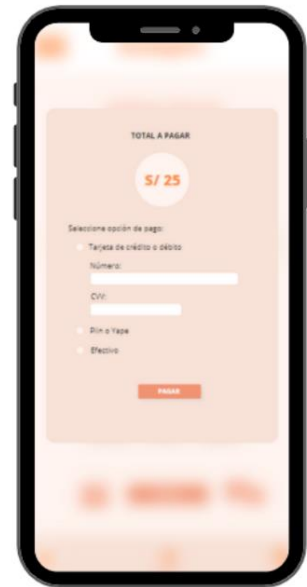 TOTAL A PAGAR
S/ 25
Seleccione opción de pago:
Tarjeta de crédito o débito
Número:
CVV:
Plin o Yape
Efectivo
PAGAR